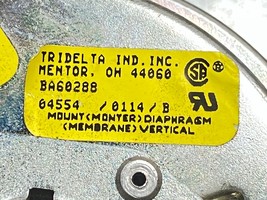 TRIDELTA IND. INC.
MENTOR, OH 44060
BA60288
04554 /0114/B
MOUNT(MONTER)DIAPHRAGM
(MEMBRANE)VERTICAL